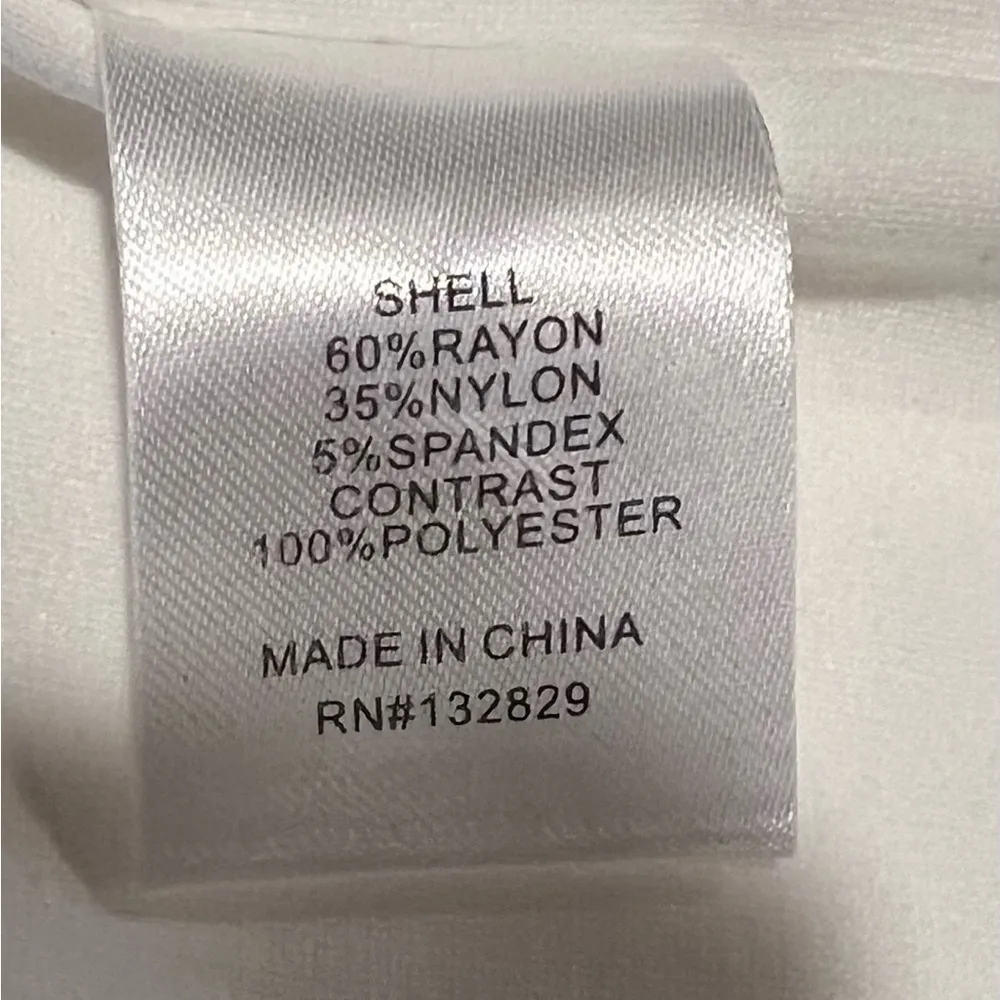 SHELL
60%RAYON
35%NYLON
5%SPANDEX
CONTRAST
100%POLYESTER
MADE IN CHINA
RN#132829